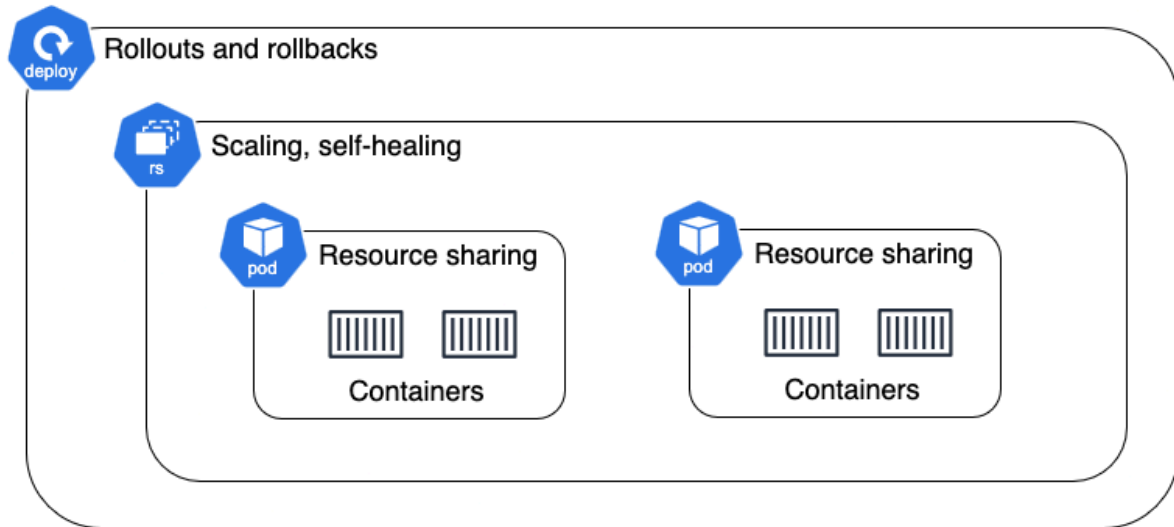 deploy
Rollouts and rollbacks
rs
Scaling, self-healing
pod
Resource sharing
Containers
pod
Resource sharing
Containers